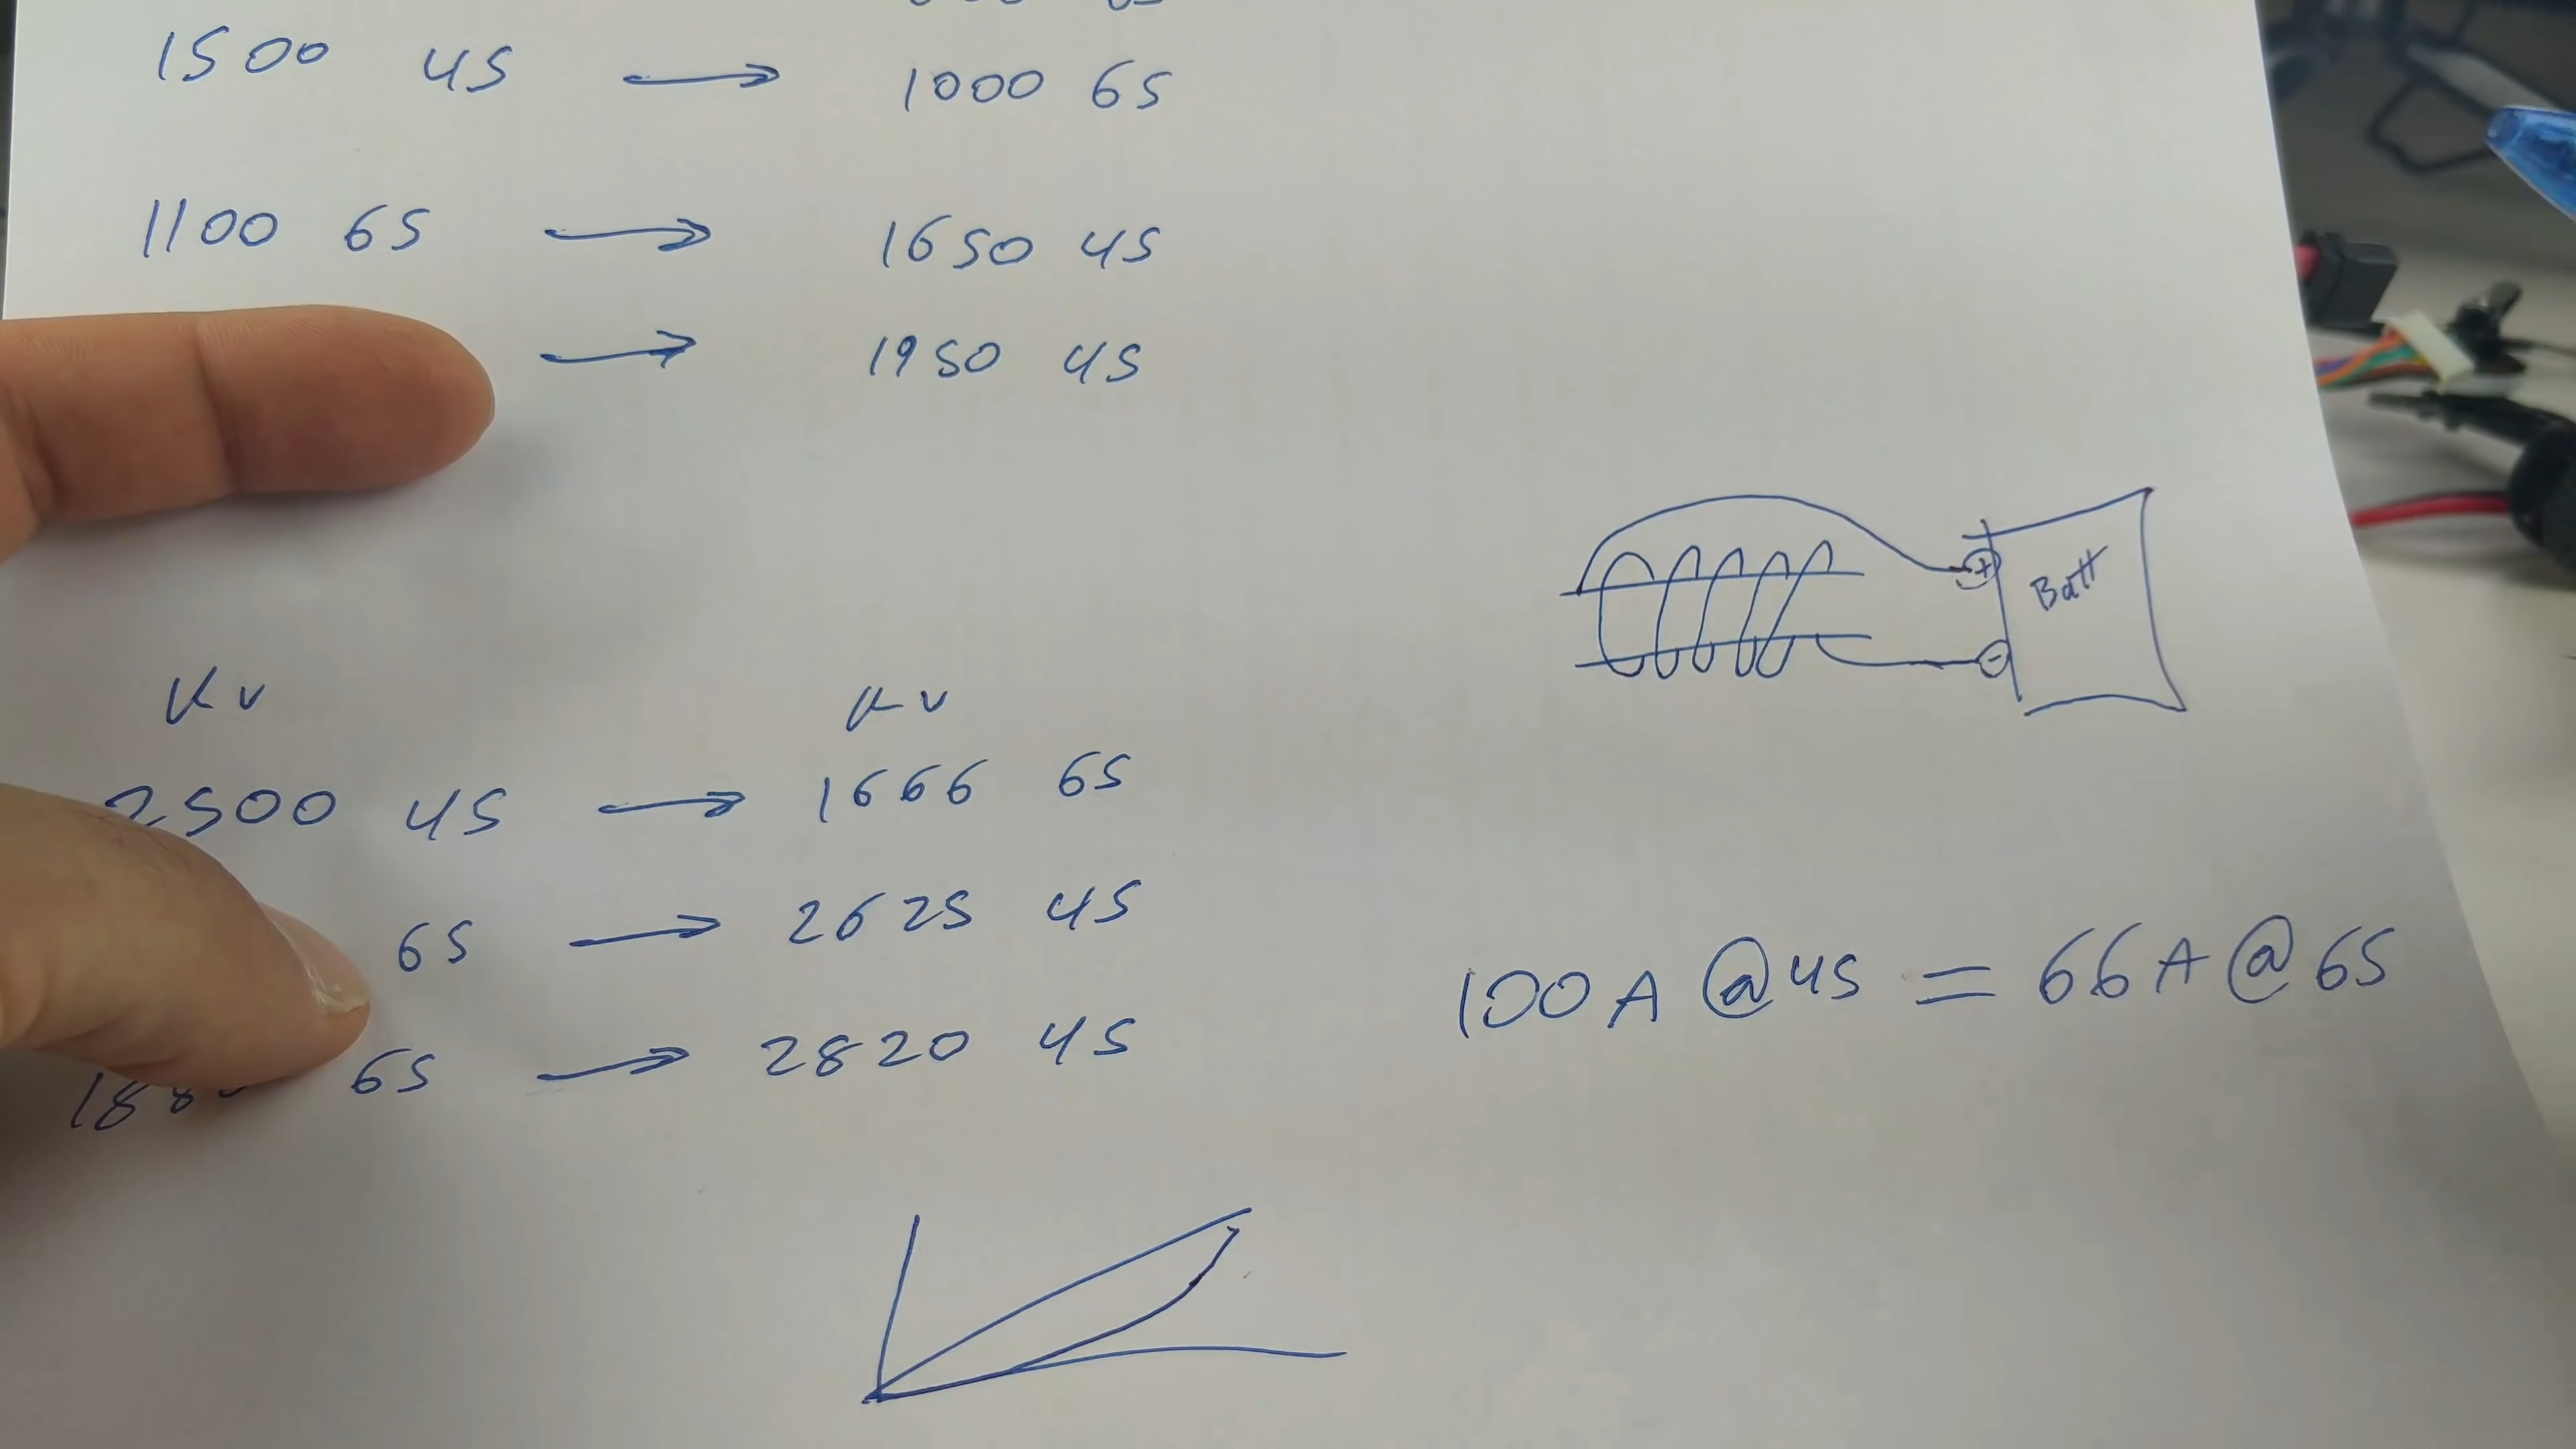 1500 4S → 1000 6S
1100 6S → 1650 4S
→ 1950 4S
Kv Kv
2500 4S → 1666 6S
6S → 2625 4S
6S → 2820 4S
Batt
+
-
100A @ 4S = 66A @ 6S